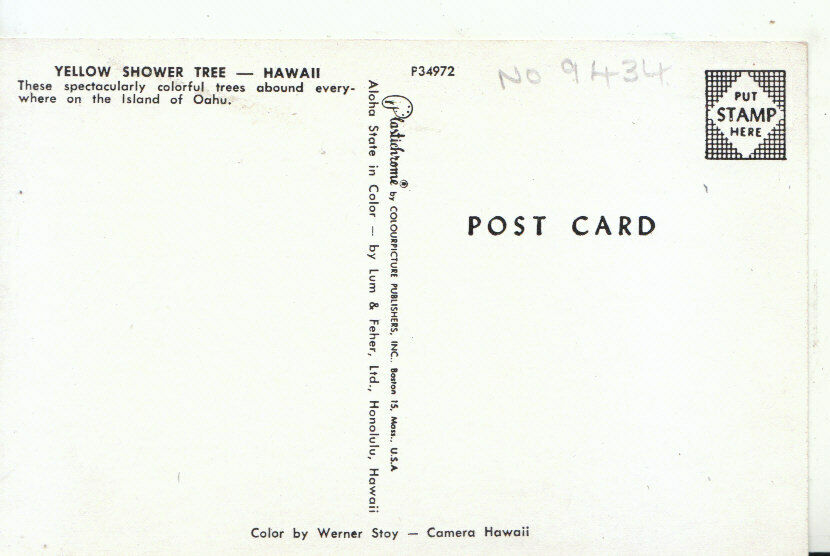 YELLOW SHOWER TREE — HAWAII
These spectacularly colorful trees abound every-
where on the Island of Oahu.
P34972
No 9434
PUT
STAMP
HERE
POST CARD
Plastichrome® by COLOURPICTURE PUBLISHERS, INC., Boston 15, Mass., U.S.A
Aloha State in Color — by Lum & Feher, Ltd., Honolulu, Hawaii
Color by Werner Stoy — Camera Hawaii